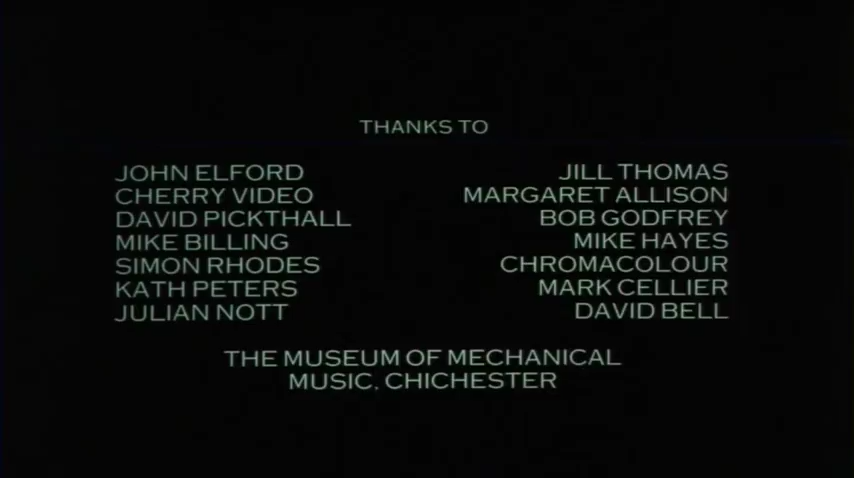 THANKS TO
JOHN ELFORD
CHERRY VIDEO
DAVID PICKTHALL
MIKE BILLING
SIMON RHODES
KATH PETERS
JULIAN NOTT
JILL THOMAS
MARGARET ALLISON
BOB GODFREY
MIKE HAYES
CHROMACOLOUR
MARK CELLIER
DAVID BELL
THE MUSEUM OF MECHANICAL
MUSIC, CHICHESTER